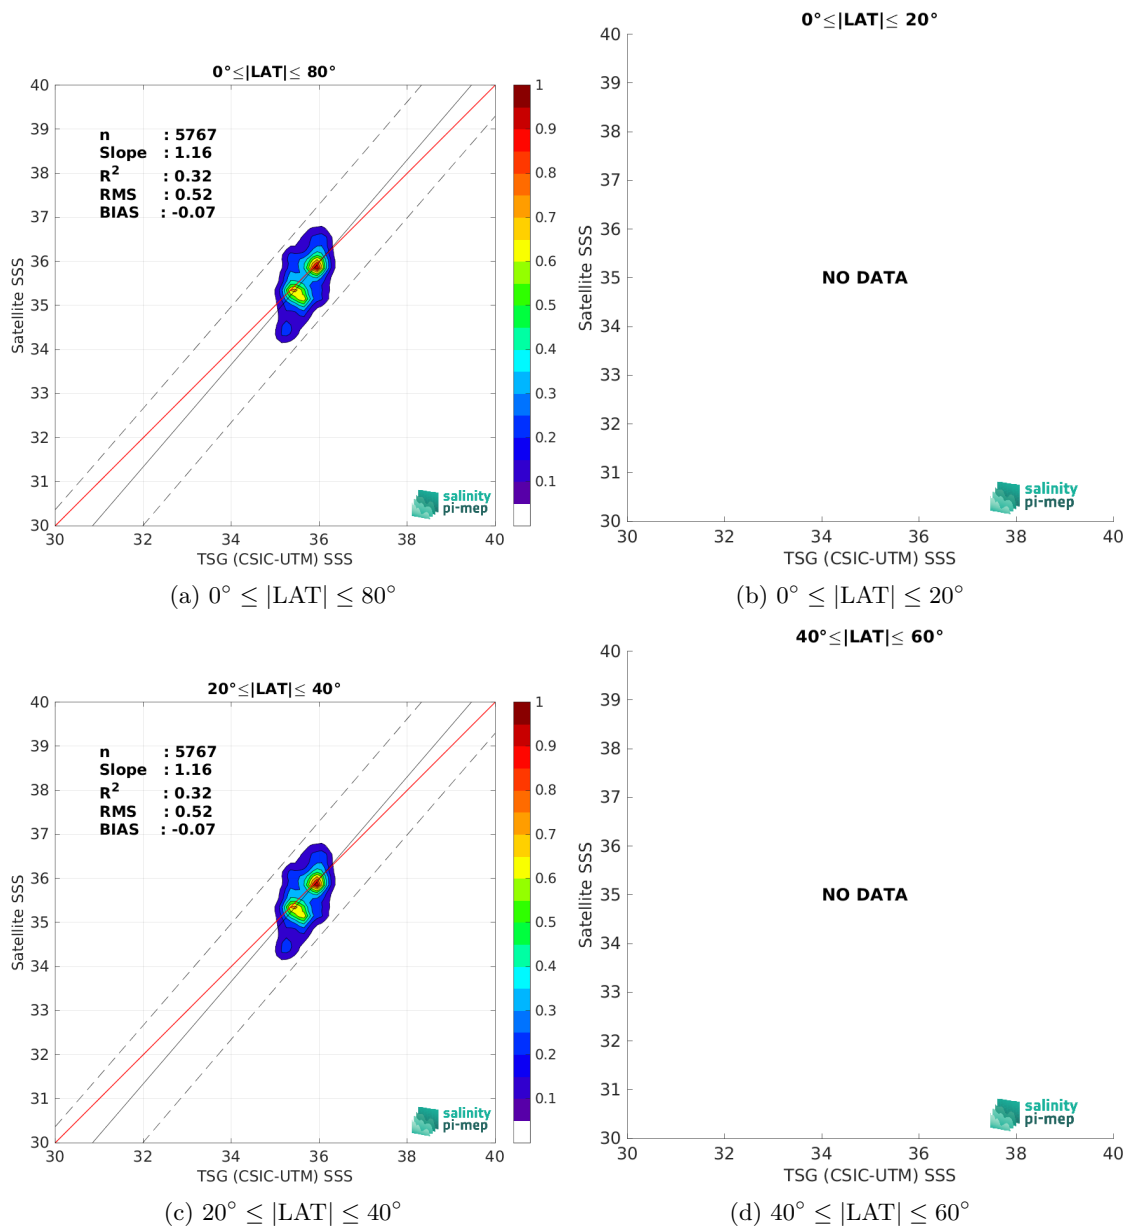 0°≤|LAT|≤ 80°
40
39
38
37
36
35
34
33
32
31
30
Satellite SSS
n : 5767
Slope : 1.16
R² : 0.32
RMS : 0.52
BIAS : -0.07
1
0.9
0.8
0.7
0.6
0.5
0.4
0.3
0.2
0.1
salinity
pi-mep
30 32 34 36 38 40
TSG (CSIC-UTM) SSS
(a) 0° ≤ |LAT| ≤ 80°
0°≤|LAT|≤ 20°
40
39
38
37
36
35
34
33
32
31
30
Satellite SSS
NO DATA
salinity
pi-mep
30 32 34 36 38 40
TSG (CSIC-UTM) SSS
(b) 0° ≤ |LAT| ≤ 20°
20°≤|LAT|≤ 40°
40
39
38
37
36
35
34
33
32
31
30
Satellite SSS
n : 5767
Slope : 1.16
R² : 0.32
RMS : 0.52
BIAS : -0.07
1
0.9
0.8
0.7
0.6
0.5
0.4
0.3
0.2
0.1
salinity
pi-mep
30 32 34 36 38 40
TSG (CSIC-UTM) SSS
(c) 20° ≤ |LAT| ≤ 40°
40°≤|LAT|≤ 60°
40
39
38
37
36
35
34
33
32
31
30
Satellite SSS
NO DATA
salinity
pi-mep
30 32 34 36 38 40
TSG (CSIC-UTM) SSS
(d) 40° ≤ |LAT| ≤ 60°